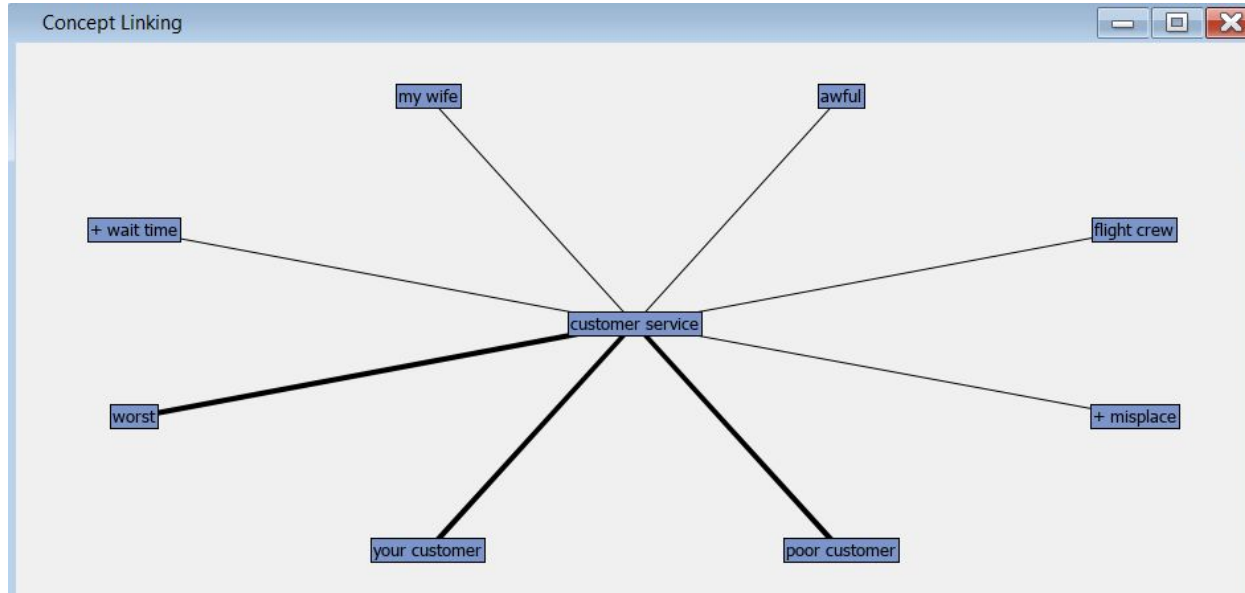 Concept Linking
my wife
awful
+ wait time
flight crew
customer service
worst
+ misplace
your customer
poor customer